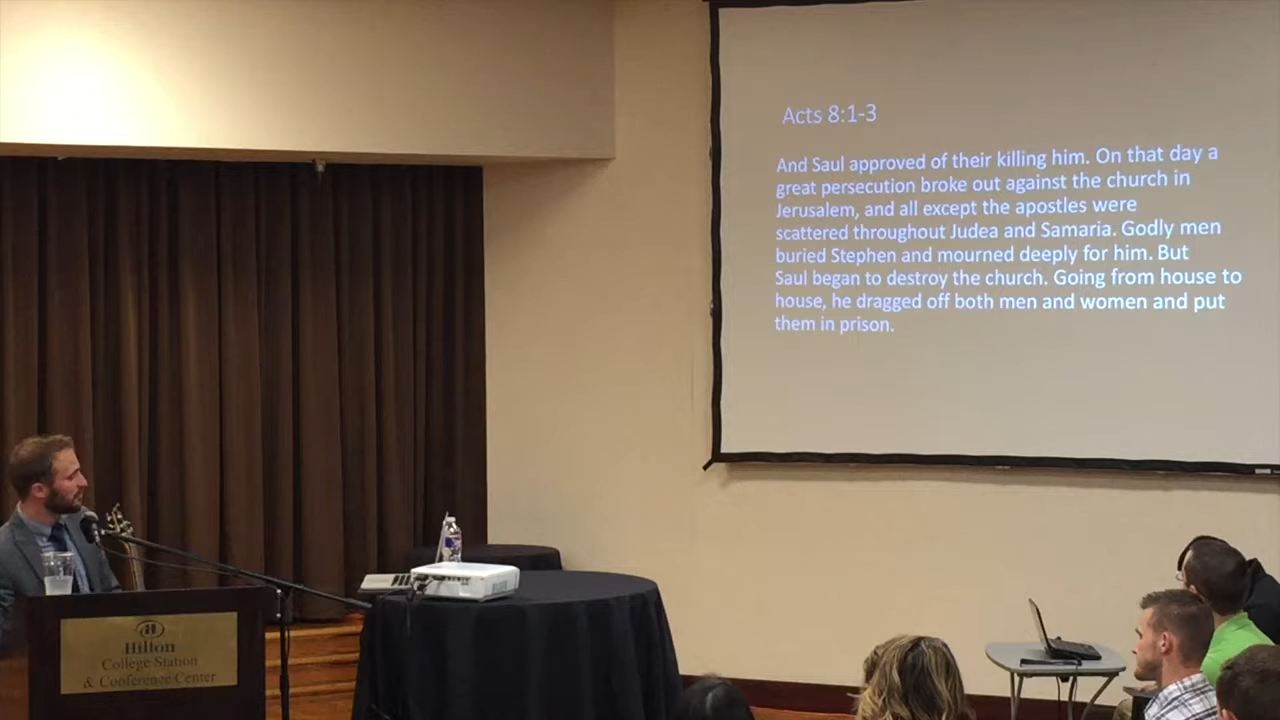 Acts 8:1-3
And Saul approved of their killing him. On that day a
great persecution broke out against the church in
Jerusalem, and all except the apostles were
scattered throughout Judea and Samaria. Godly men
buried Stephen and mourned deeply for him. But
Saul began to destroy the church. Going from house to
house, he dragged off both men and women and put
them in prison.
Hilton
College Station
& Conference Center